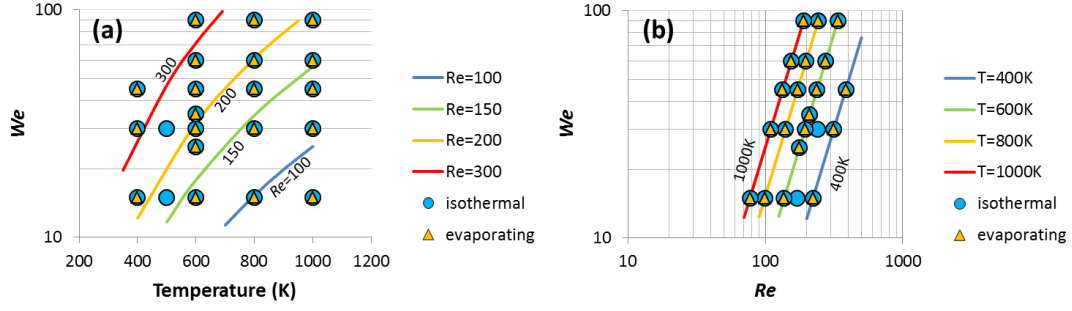 100
10
We
(a)
300
200
150
Re=100
200
400
600
800
1000
1200
Temperature (K)
Re=100
Re=150
Re=200
Re=300
isothermal
evaporating
100
10
We
(b)
1000K
400K
10
100
1000
Re
T=400K
T=600K
T=800K
T=1000K
isothermal
evaporating